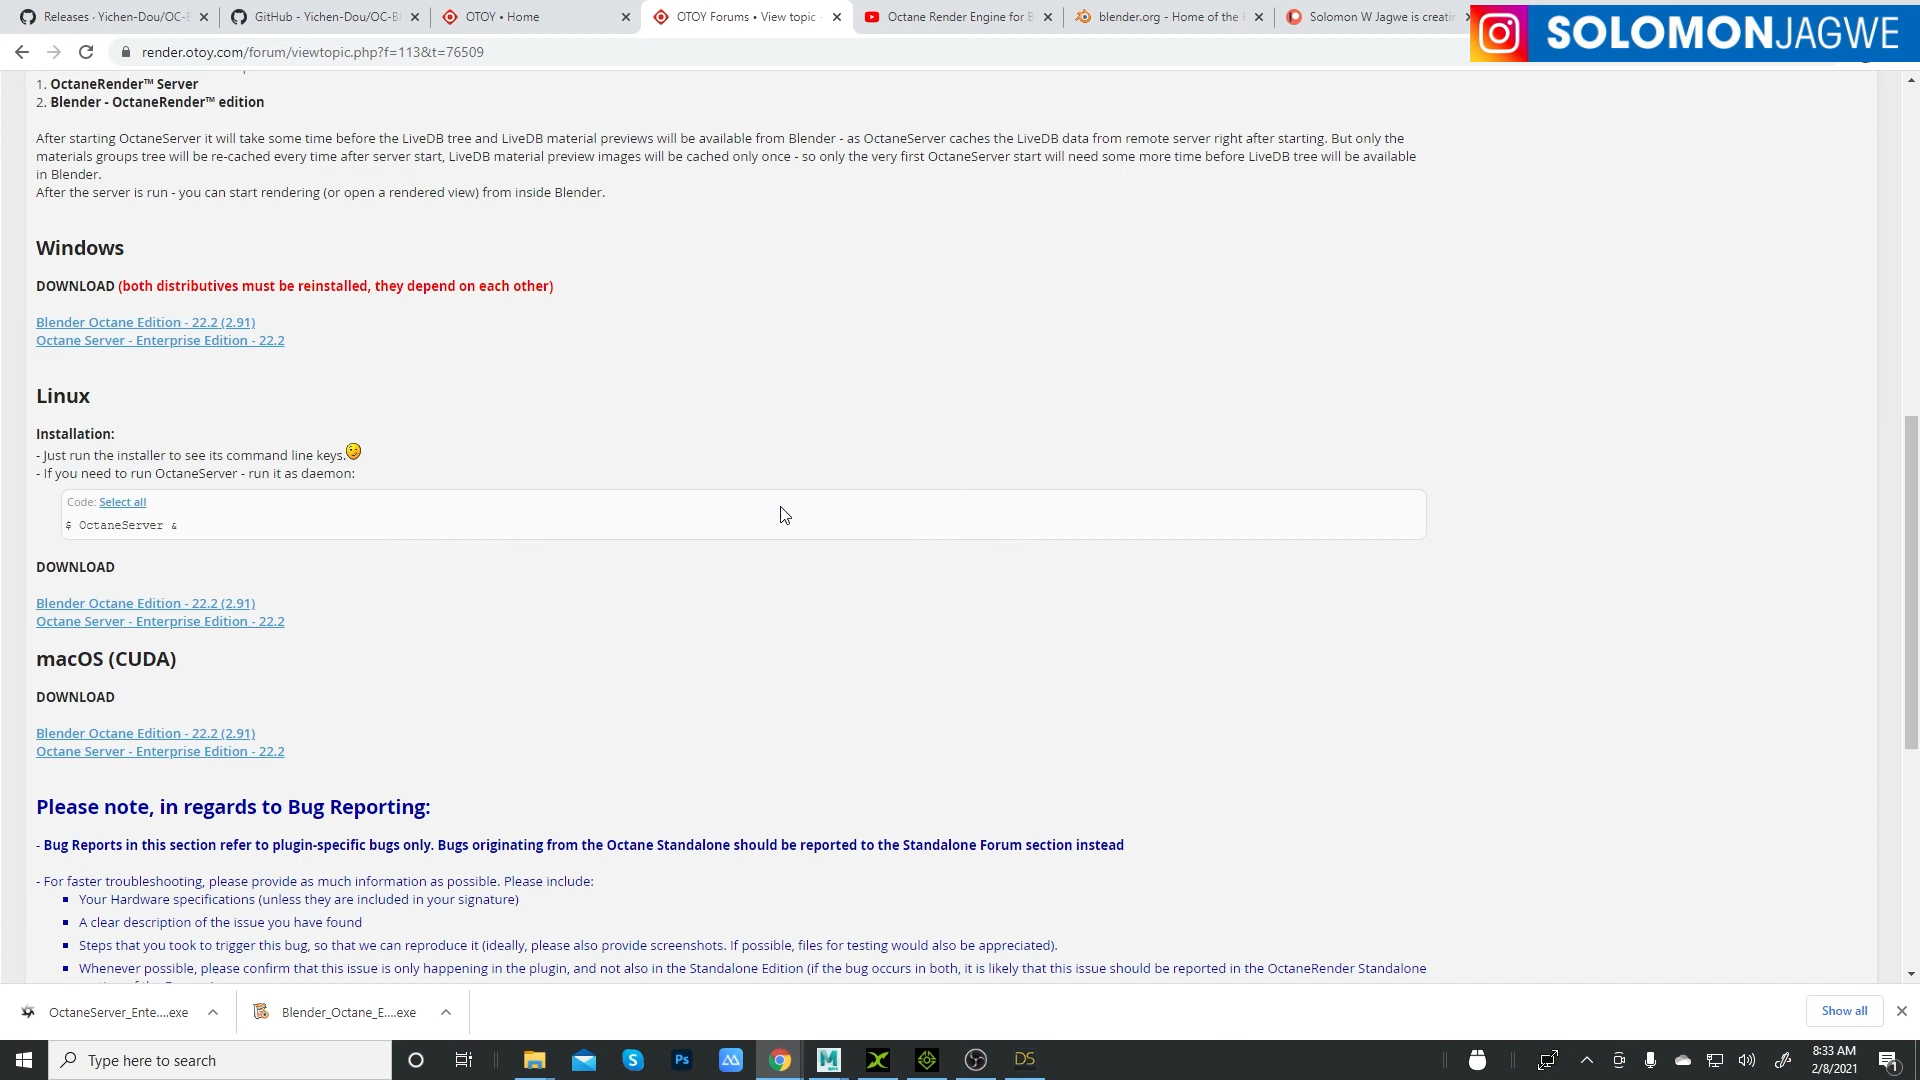 Releases · Yichen-Dou/OC-E
GitHub - Yichen-Dou/OC-Bl
OTOY • Home
OTOY Forums • View topic
Octane Render Engine for B
blender.org - Home of the
Solomon W Jagwe is creatin
SOLOMONJAGWE
render.otoy.com/forum/viewtopic.php?f=113&t=76509
1. OctaneRender™ Server
2. Blender - OctaneRender™ edition
After starting OctaneServer it will take some time before the LiveDB tree and LiveDB material previews will be available from Blender - as OctaneServer caches the LiveDB data from remote server right after starting. But only the
materials groups tree will be re-cached every time after server start, LiveDB material preview images will be cached only once - so only the very first OctaneServer start will need some more time before LiveDB tree will be available
in Blender.
After the server is run - you can start rendering (or open a rendered view) from inside Blender.
Windows
DOWNLOAD (both distributives must be reinstalled, they depend on each other)
Blender Octane Edition - 22.2 (2.91)
Octane Server - Enterprise Edition - 22.2
Linux
Installation:
- Just run the installer to see its command line keys.
- If you need to run OctaneServer - run it as daemon:
Code: Select all
$ OctaneServer &
DOWNLOAD
Blender Octane Edition - 22.2 (2.91)
Octane Server - Enterprise Edition - 22.2
macOS (CUDA)
DOWNLOAD
Blender Octane Edition - 22.2 (2.91)
Octane Server - Enterprise Edition - 22.2
Please note, in regards to Bug Reporting:
- Bug Reports in this section refer to plugin-specific bugs only. Bugs originating from the Octane Standalone should be reported to the Standalone Forum section instead
- For faster troubleshooting, please provide as much information as possible. Please include:
Your Hardware specifications (unless they are included in your signature)
A clear description of the issue you have found
Steps that you took to trigger this bug, so that we can reproduce it (ideally, please also provide screenshots. If possible, files for testing would also be appreciated).
Whenever possible, please confirm that this issue is only happening in the plugin, and not also in the Standalone Edition (if the bug occurs in both, it is likely that this issue should be reported in the OctaneRender Standalone
OctaneServer_Ente....exe
Blender_Octane_E....exe
Show all
Type here to search
Ps
DS
8:33 AM
2/8/2021
1